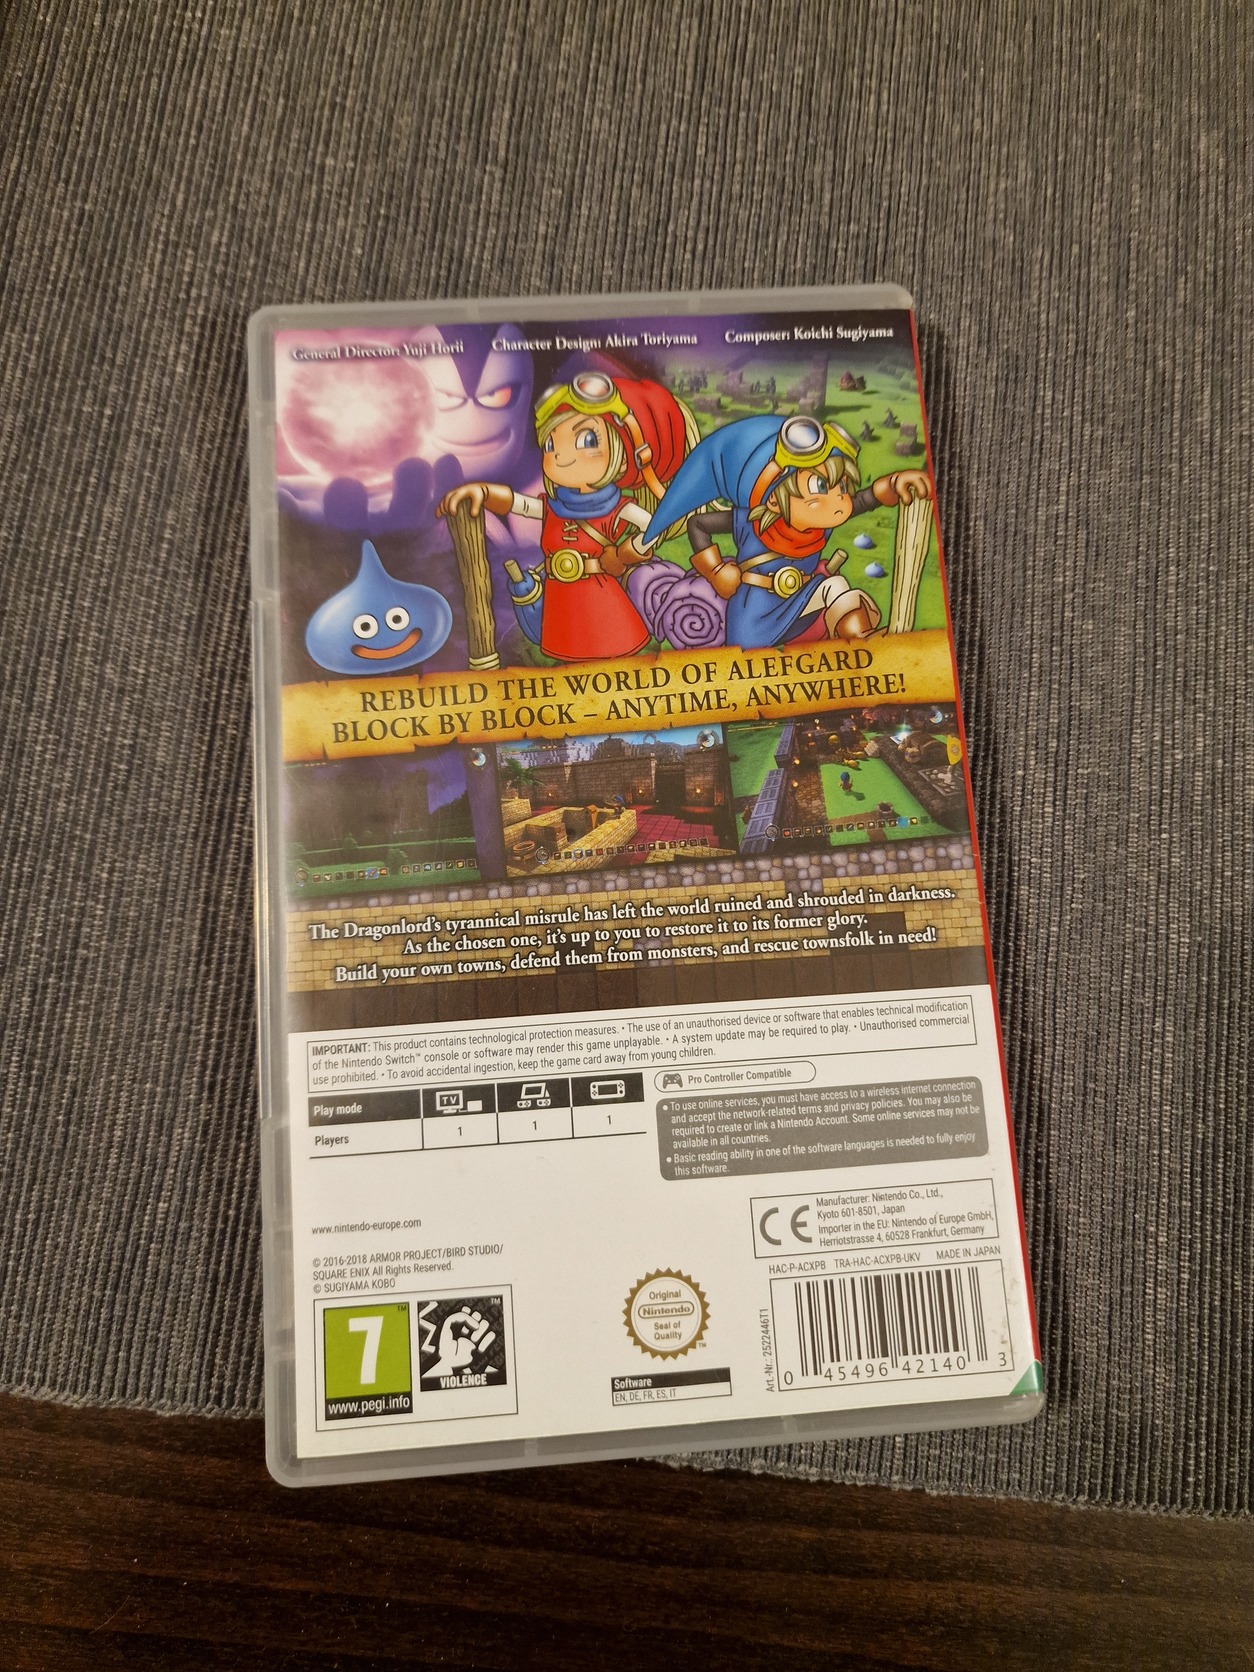 General Director: Yuji Horii Character Design: Akira Toriyama Composer: Koichi Sugiyama
REBUILD THE WORLD OF ALEFGARD
BLOCK BY BLOCK – ANYTIME, ANYWHERE!
The Dragonlord's tyrannical misrule has left the world ruined and shrouded in darkness.
As the chosen one, it's up to you to restore it to its former glory.
Build your own towns, defend them from monsters, and rescue townsfolk in need!
IMPORTANT: This product contains technological protection measures. • The use of an unauthorised device or software that enables technical modification
of the Nintendo Switch™ console or software may render this game unplayable. • A system update may be required to play. • Unauthorised commercial
use prohibited. • To avoid accidental ingestion, keep the game card away from young children.
Play mode TV
Players 1 1 1
Pro Controller Compatible
• To use online services, you must have access to a wireless internet connection
and accept the network-related terms and privacy policies. You may also be
required to create or link a Nintendo Account. Some online services may not be
available in all countries.
• Basic reading ability in one of the software languages is needed to fully enjoy
this software.
www.nintendo-europe.com
© 2016-2018 ARMOR PROJECT/BIRD STUDIO/
SQUARE ENIX All Rights Reserved.
© SUGIYAMA KOBO
7 ™
www.pegi.info
™
VIOLENCE
Original
Nintendo
Seal of
Quality
™
Software
EN, DE, FR, ES, IT
CE
Manufacturer: Nintendo Co., Ltd.,
Kyoto 601-8501, Japan
Importer in the EU: Nintendo of Europe GmbH,
Herriotstrasse 4, 60528 Frankfurt, Germany
HAC-P-ACXPB TRA-HAC-ACXPB-UKV MADE IN JAPAN
Art.-Nr.: 2522446T1
0 45496 42140 3